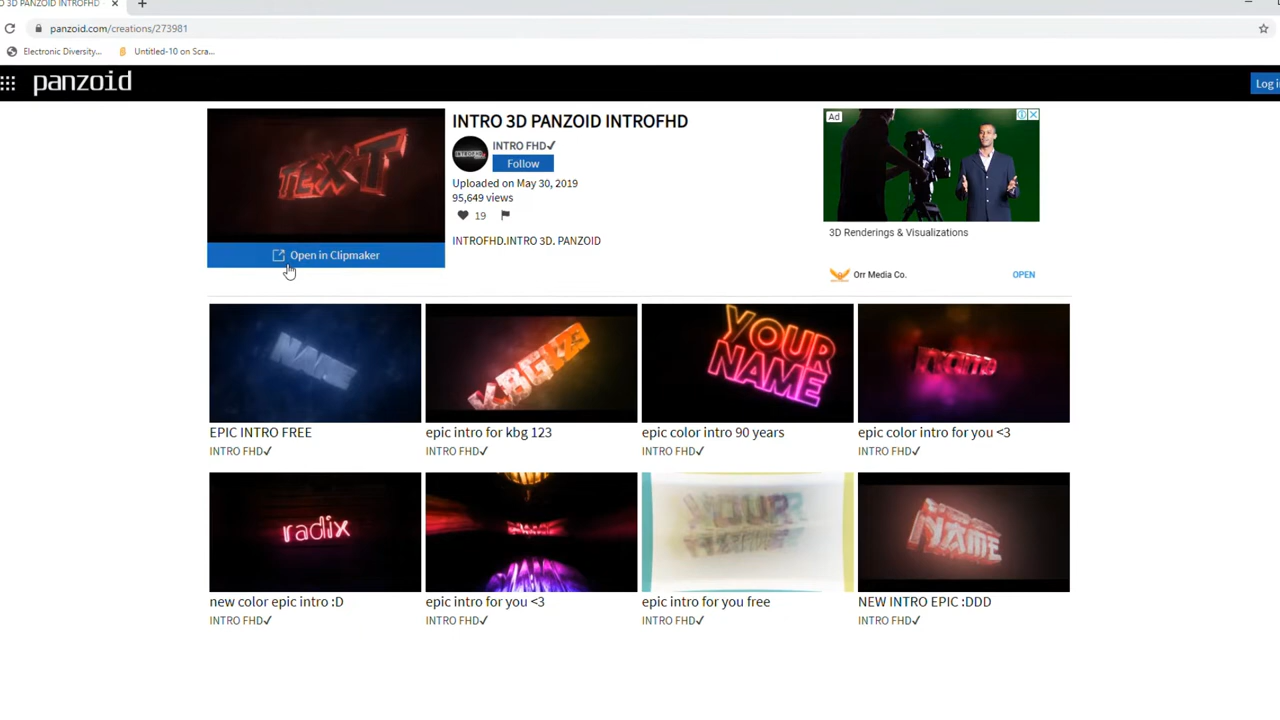 O 3D PANZOID INTROFHD
panzoid.com/creations/273981
Electronic Diversity...
Untitled-10 on Scra...
panzoid
Log i
TEXT
Open in Clipmaker
INTRO 3D PANZOID INTROFHD
INTROFHD
INTRO FHD✓
Follow
Uploaded on May 30, 2019
95,649 views
19
INTROFHD.INTRO 3D. PANZOID
Ad
3D Renderings & Visualizations
Orr Media Co.
OPEN
NAME
KBGV2
YOUR
NAME
name
EPIC INTRO FREE
epic intro for kbg 123
epic color intro 90 years
epic color intro for you <3
INTRO FHD✓
INTRO FHD✓
INTRO FHD✓
INTRO FHD✓
radix
YOUR
NAME
new color epic intro :D
epic intro for you <3
epic intro for you free
NEW INTRO EPIC :DDD
INTRO FHD✓
INTRO FHD✓
INTRO FHD✓
INTRO FHD✓